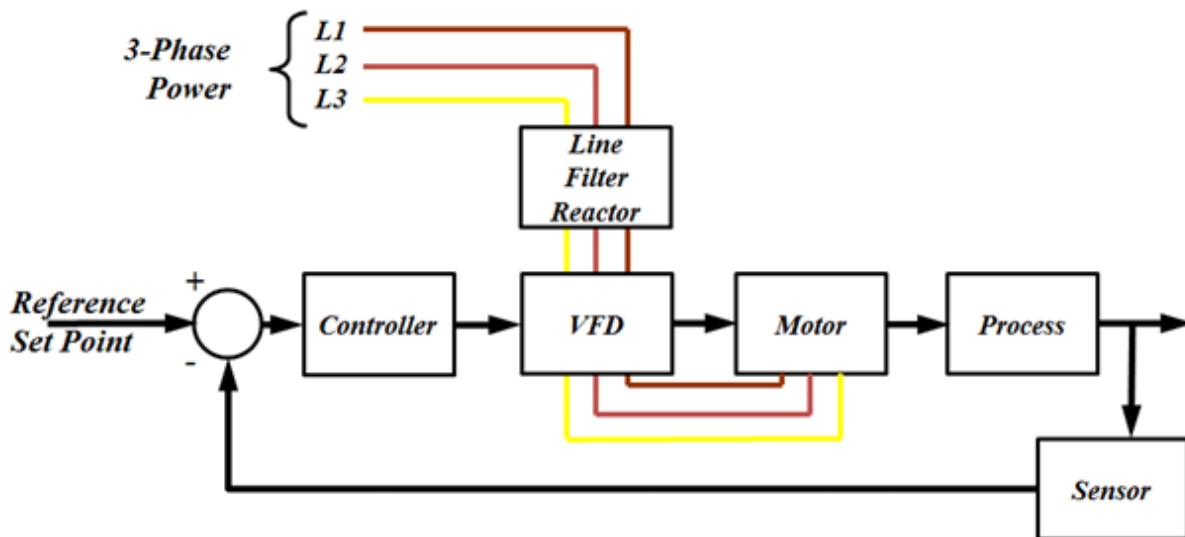 3-Phase
Power
L1
L2
L3
Line
Filter
Reactor
+
Reference
Set Point
-
Controller
VFD
Motor
Process
Sensor